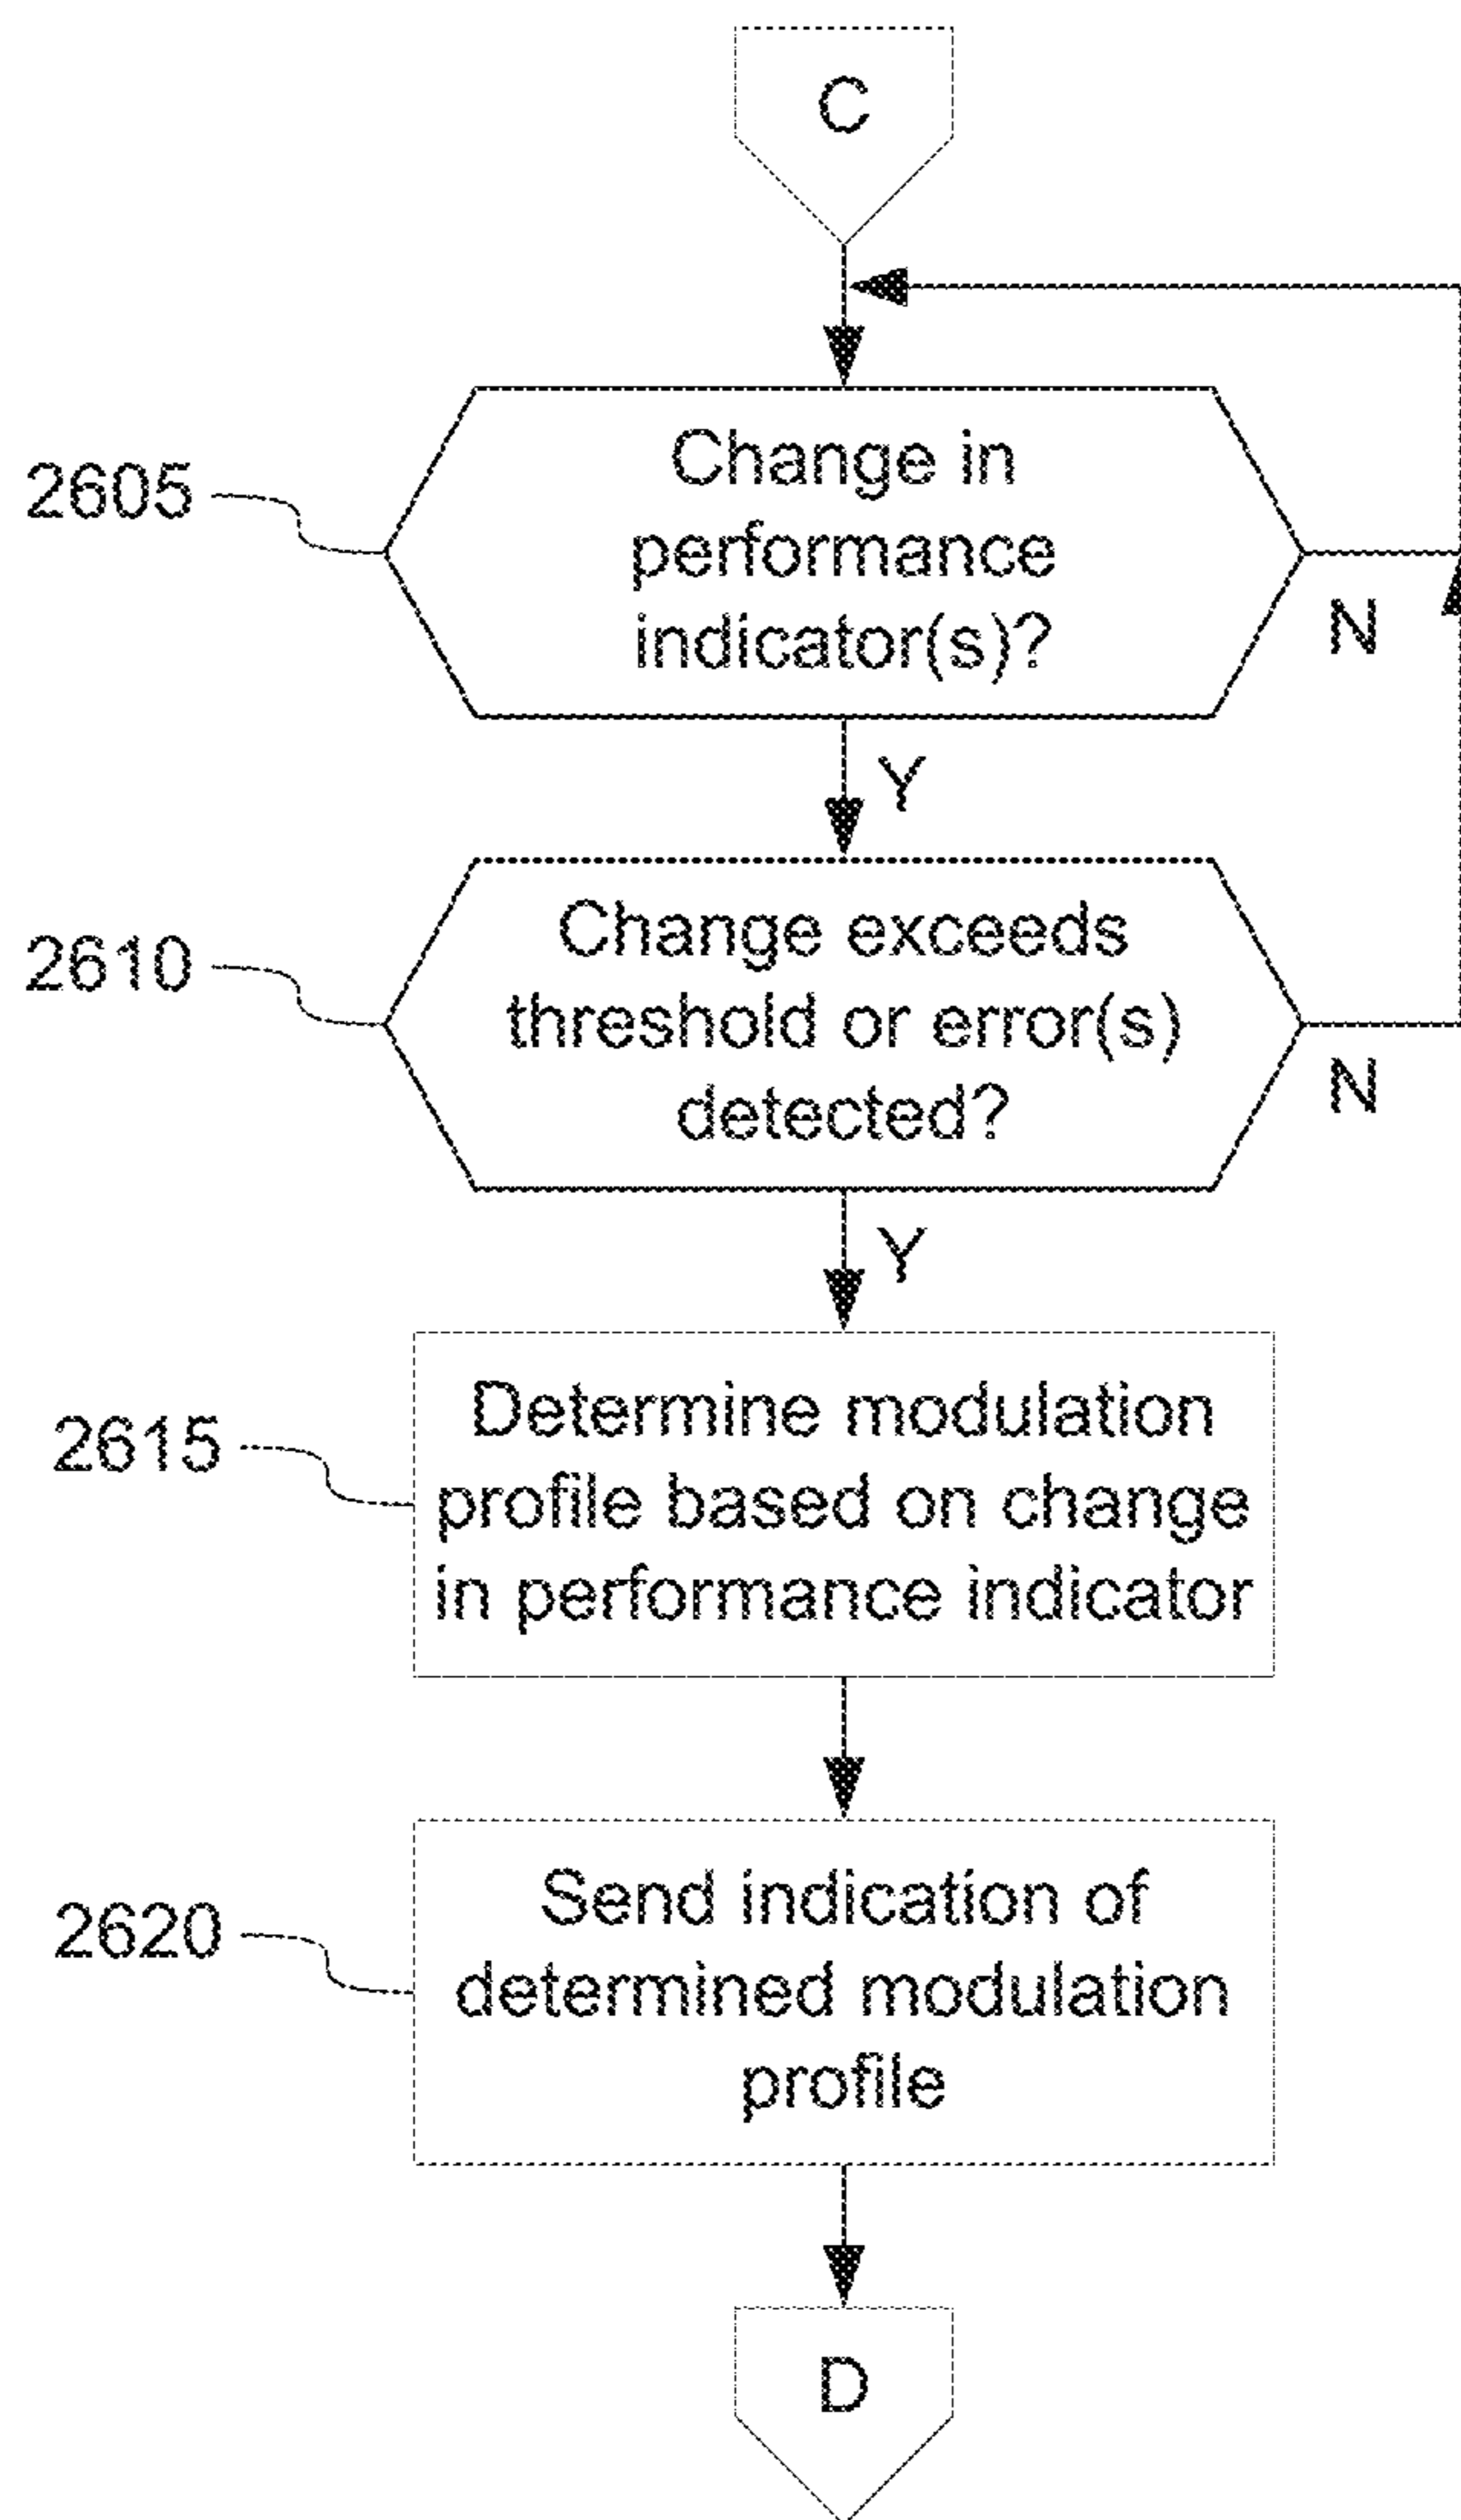 C
2605
Change in
performance
indicator(s)?
N
Y
2610
Change exceeds
threshold or error(s)
detected?
N
Y
2615
Determine modulation
profile based on change
in performance indicator
2620
Send indication of
determined modulation
profile
D